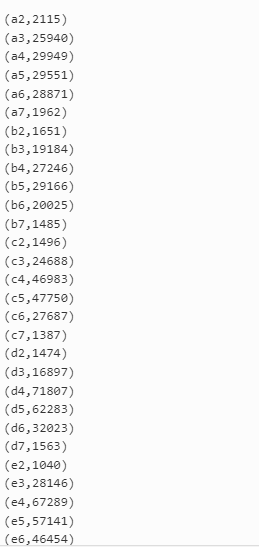 (a2,2115)
(a3,25940)
(a4,29949)
(a5,29551)
(a6,28871)
(a7,1962)
(b2,1651)
(b3,19184)
(b4,27246)
(b5,29166)
(b6,20025)
(b7,1485)
(c2,1496)
(c3,24688)
(c4,46983)
(c5,47750)
(c6,27687)
(c7,1387)
(d2,1474)
(d3,16897)
(d4,71807)
(d5,62283)
(d6,32023)
(d7,1563)
(e2,1040)
(e3,28146)
(e4,67289)
(e5,57141)
(e6,46454)